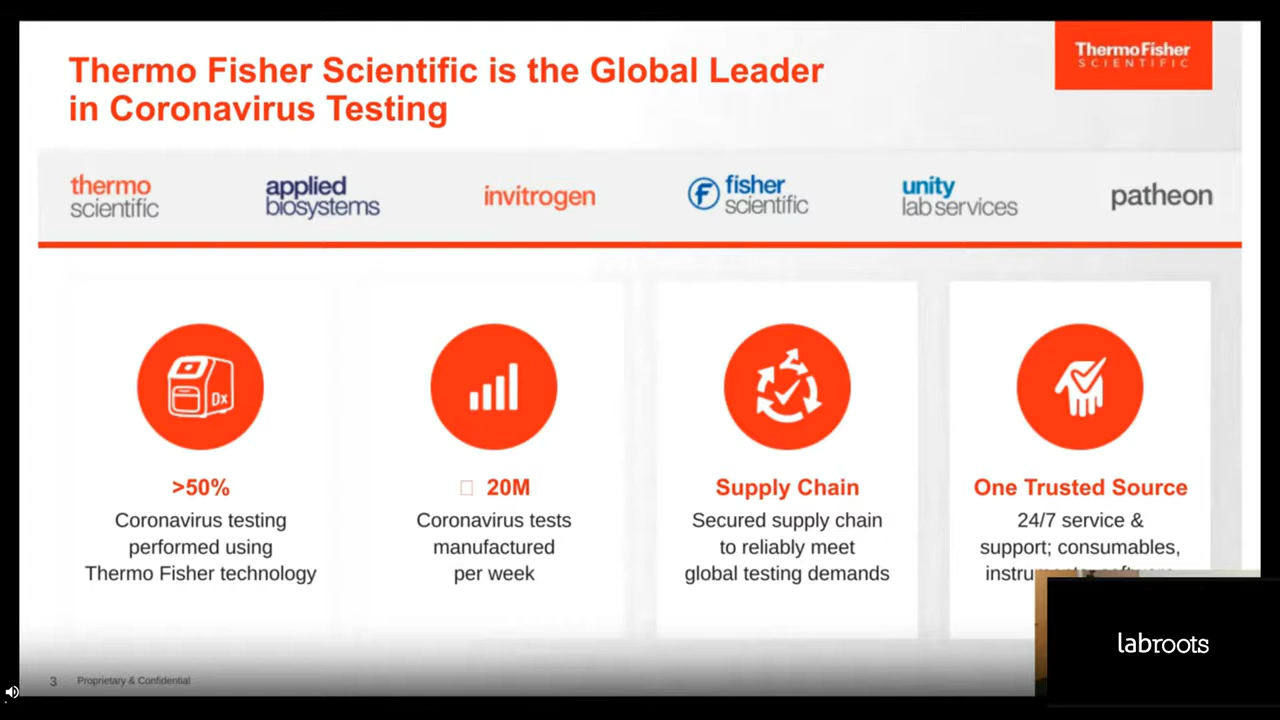 Thermo Fisher Scientific is the Global Leader
in Coronavirus Testing
ThermoFisher
SCIENTIFIC
thermo
scientific
applied
biosystems
invitrogen
fisher
scientific
unity
lab services
patheon
Dx
>50%
Coronavirus testing
performed using
Thermo Fisher technology
20M
Coronavirus tests
manufactured
per week
Supply Chain
Secured supply chain
to reliably meet
global testing demands
One Trusted Source
24/7 service &
support; consumables,
3 Proprietary & Confidential
labroots